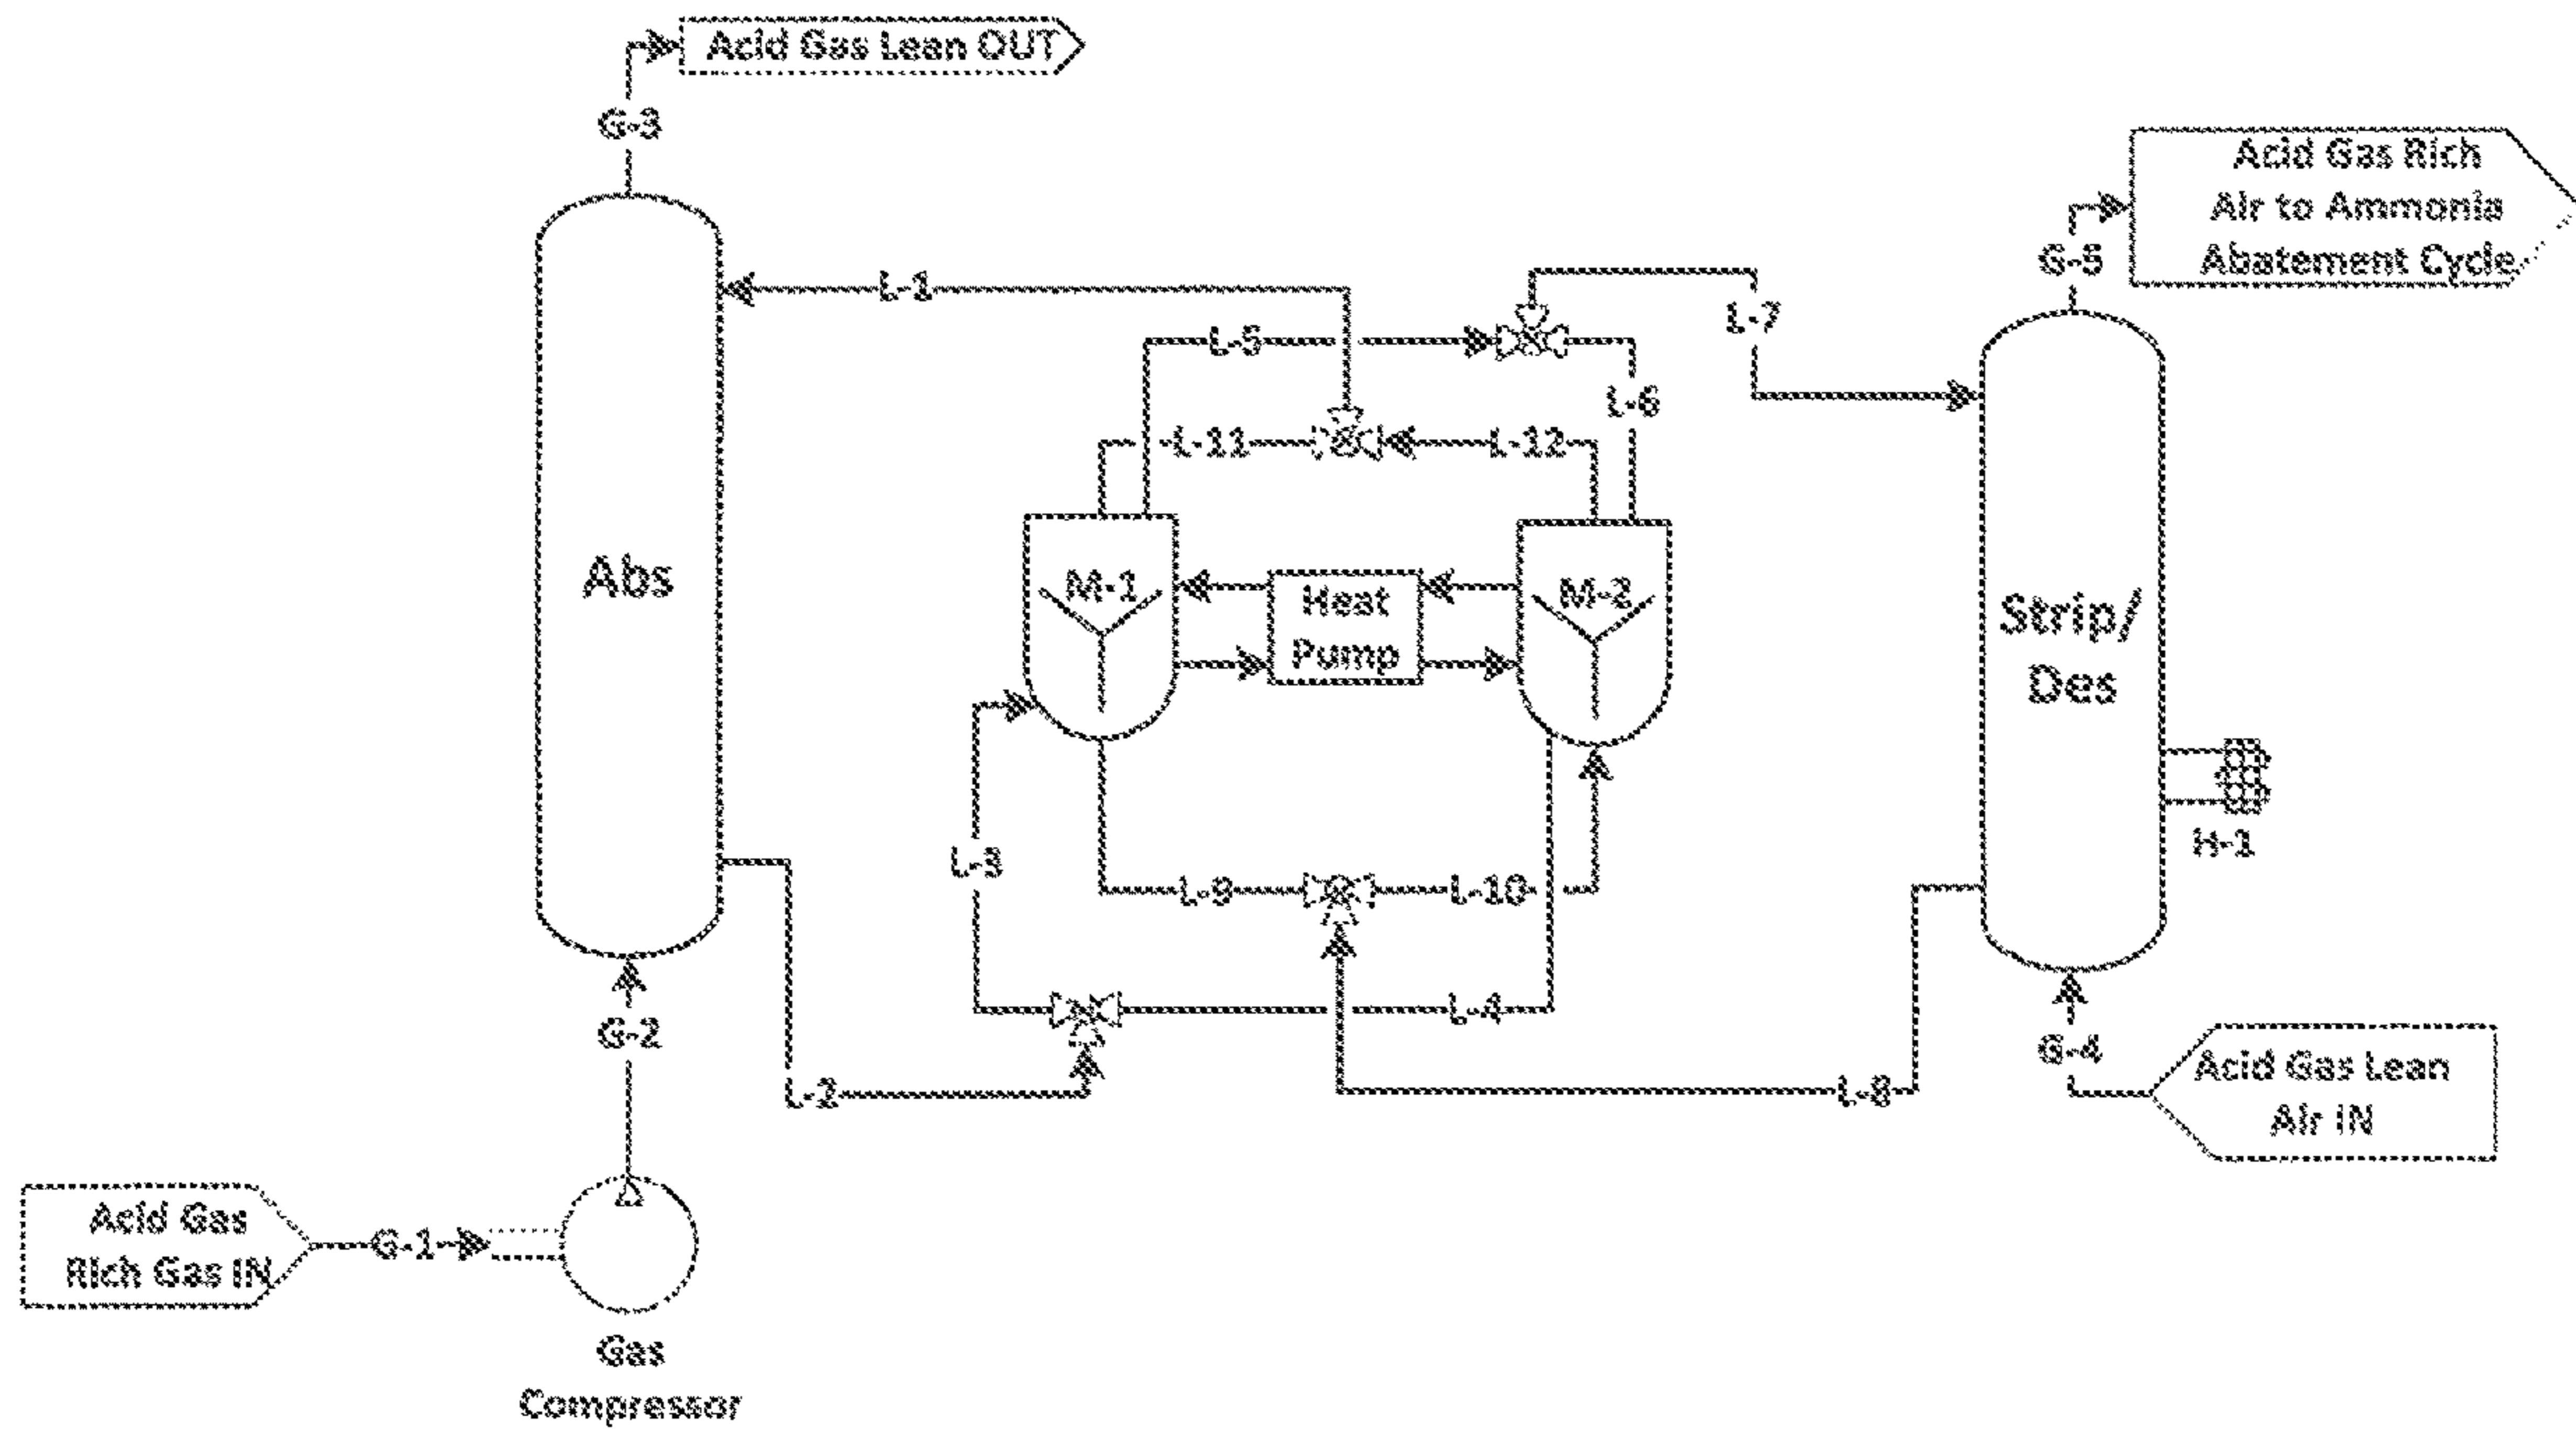 Acid Gas Lean OUT
G-3
Acid Gas Rich
Air to Ammonia
Abatement Cycle
G-5
L-1
L-7
L-5
L-6
L-11
L-12
Abs
M-1
Heat
Pump
M-2
Strip/
Des
H-1
L-3
L-9
L-10
L-4
G-2
G-4
Acid Gas Lean
Air IN
L-2
L-8
Acid Gas
Rich Gas IN
G-1
Gas
Compressor